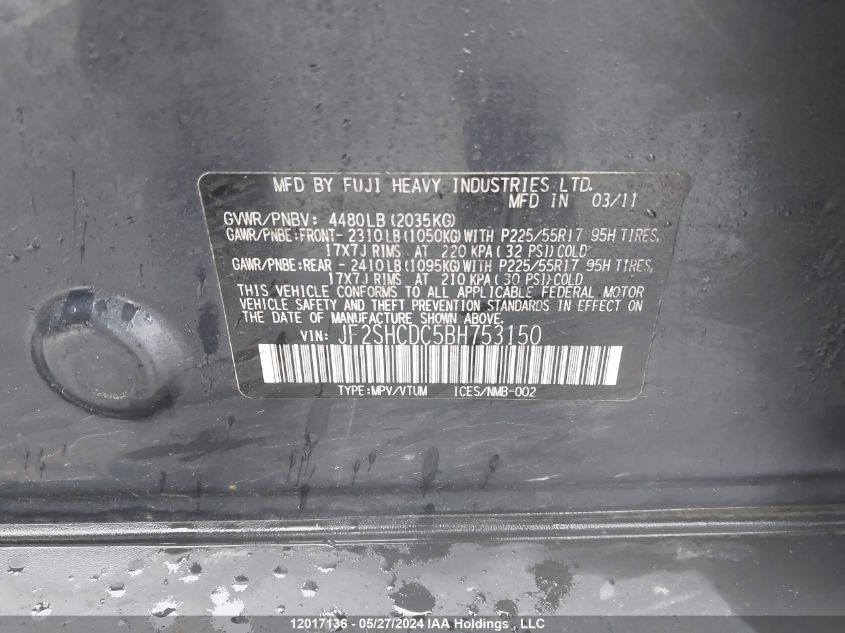 MFD BY FUJI HEAVY INDUSTRIES LTD.
MFD IN 03/11
GVWR/PNBV: 4480LB(2035KG)
GAWR/PNBE:FRONT- 2310LB(1050KG)WITH P225/55R17 95H TIRES,
17X7J RIMS AT 220 KPA( 32 PSI)COLD
GAWR/PNBE:REAR - 2410LB(1095KG)WITH P225/55R17 95H TIRES,
17X7J RIMS AT 210 KPA( 30 PSI)COLD
THIS VEHICLE CONFORMS TO ALL APPLICABLE FEDERAL MOTOR
VEHICLE SAFETY AND THEFT PREVENTION STANDARDS IN EFFECT ON
THE DATE OF MANUFACTURE SHOWN ABOVE.
VIN: JF2SHCDC5BH753150
TYPE:MPV/VTUM ICES/NMB-002
12017136 - 05/27/2024 IAA Holdings , LLC